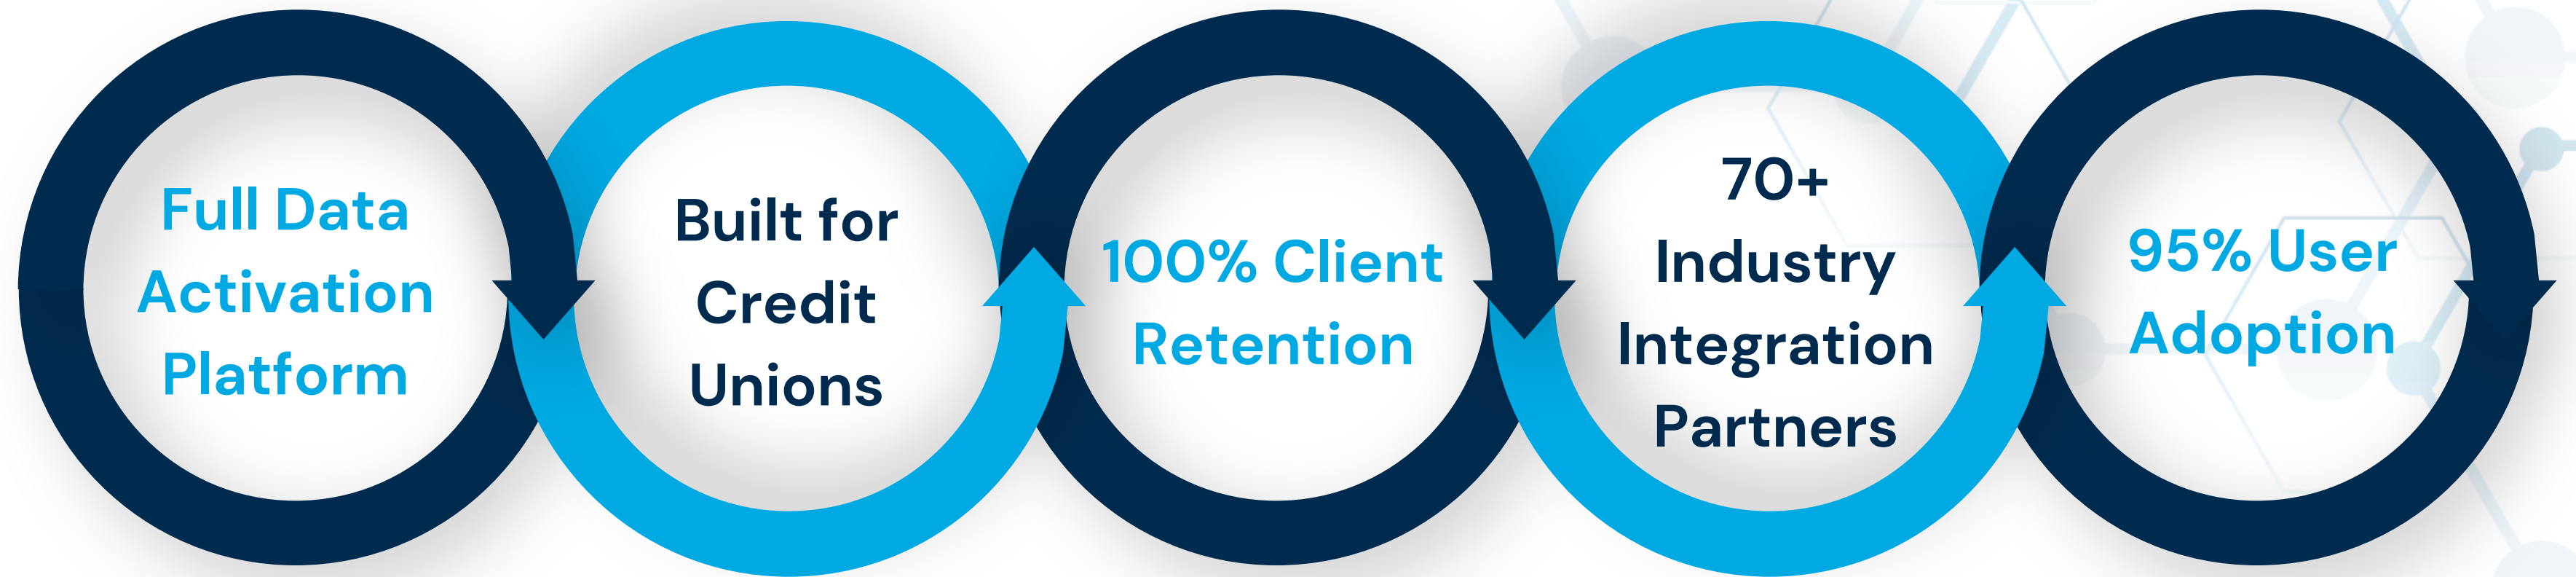 Full Data
Activation
Platform
Built for
Credit
Unions
100% Client
Retention
70+
Industry
Integration
Partners
95% User
Adoption